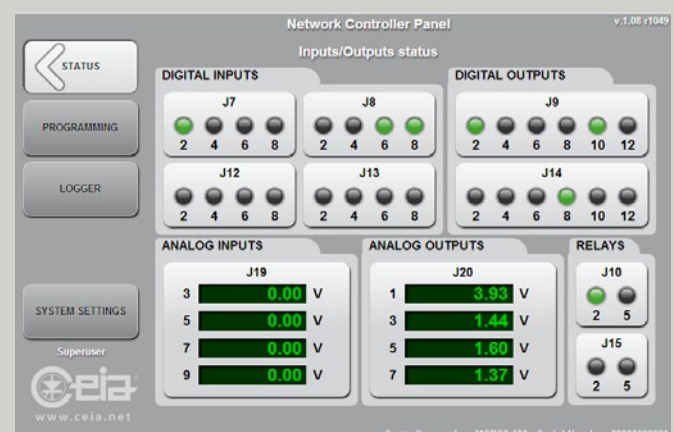 Network Controller Panel
v.1.08 r1049
Inputs/Outputs status
STATUS
PROGRAMMING
LOGGER
SYSTEM SETTINGS
Superuser
ceia
www.ceia.net
DIGITAL INPUTS
J7
2 4 6 8
J8
2 4 6 8
J12
2 4 6 8
J13
2 4 6 8
DIGITAL OUTPUTS
J9
2 4 6 8 10 12
J14
2 4 6 8 10 12
ANALOG INPUTS
J19
3 0.00 V
5 0.00 V
7 0.00 V
9 0.00 V
ANALOG OUTPUTS
J20
1 3.93 V
3 1.44 V
5 1.60 V
7 1.37 V
RELAYS
J10
2 5
J15
2 5